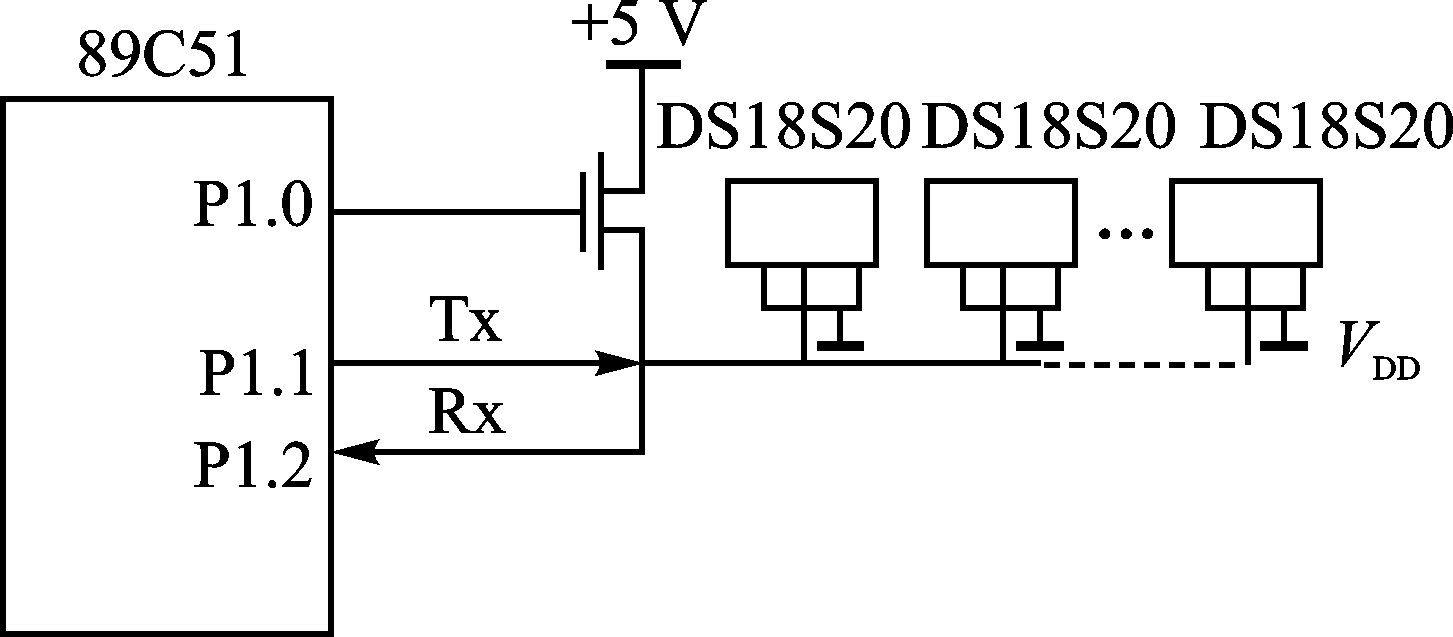 +5 V
89C51
DS18S20 DS18S20 DS18S20
P1.0
...
Tx
P1.1
VDD
Rx
P1.2